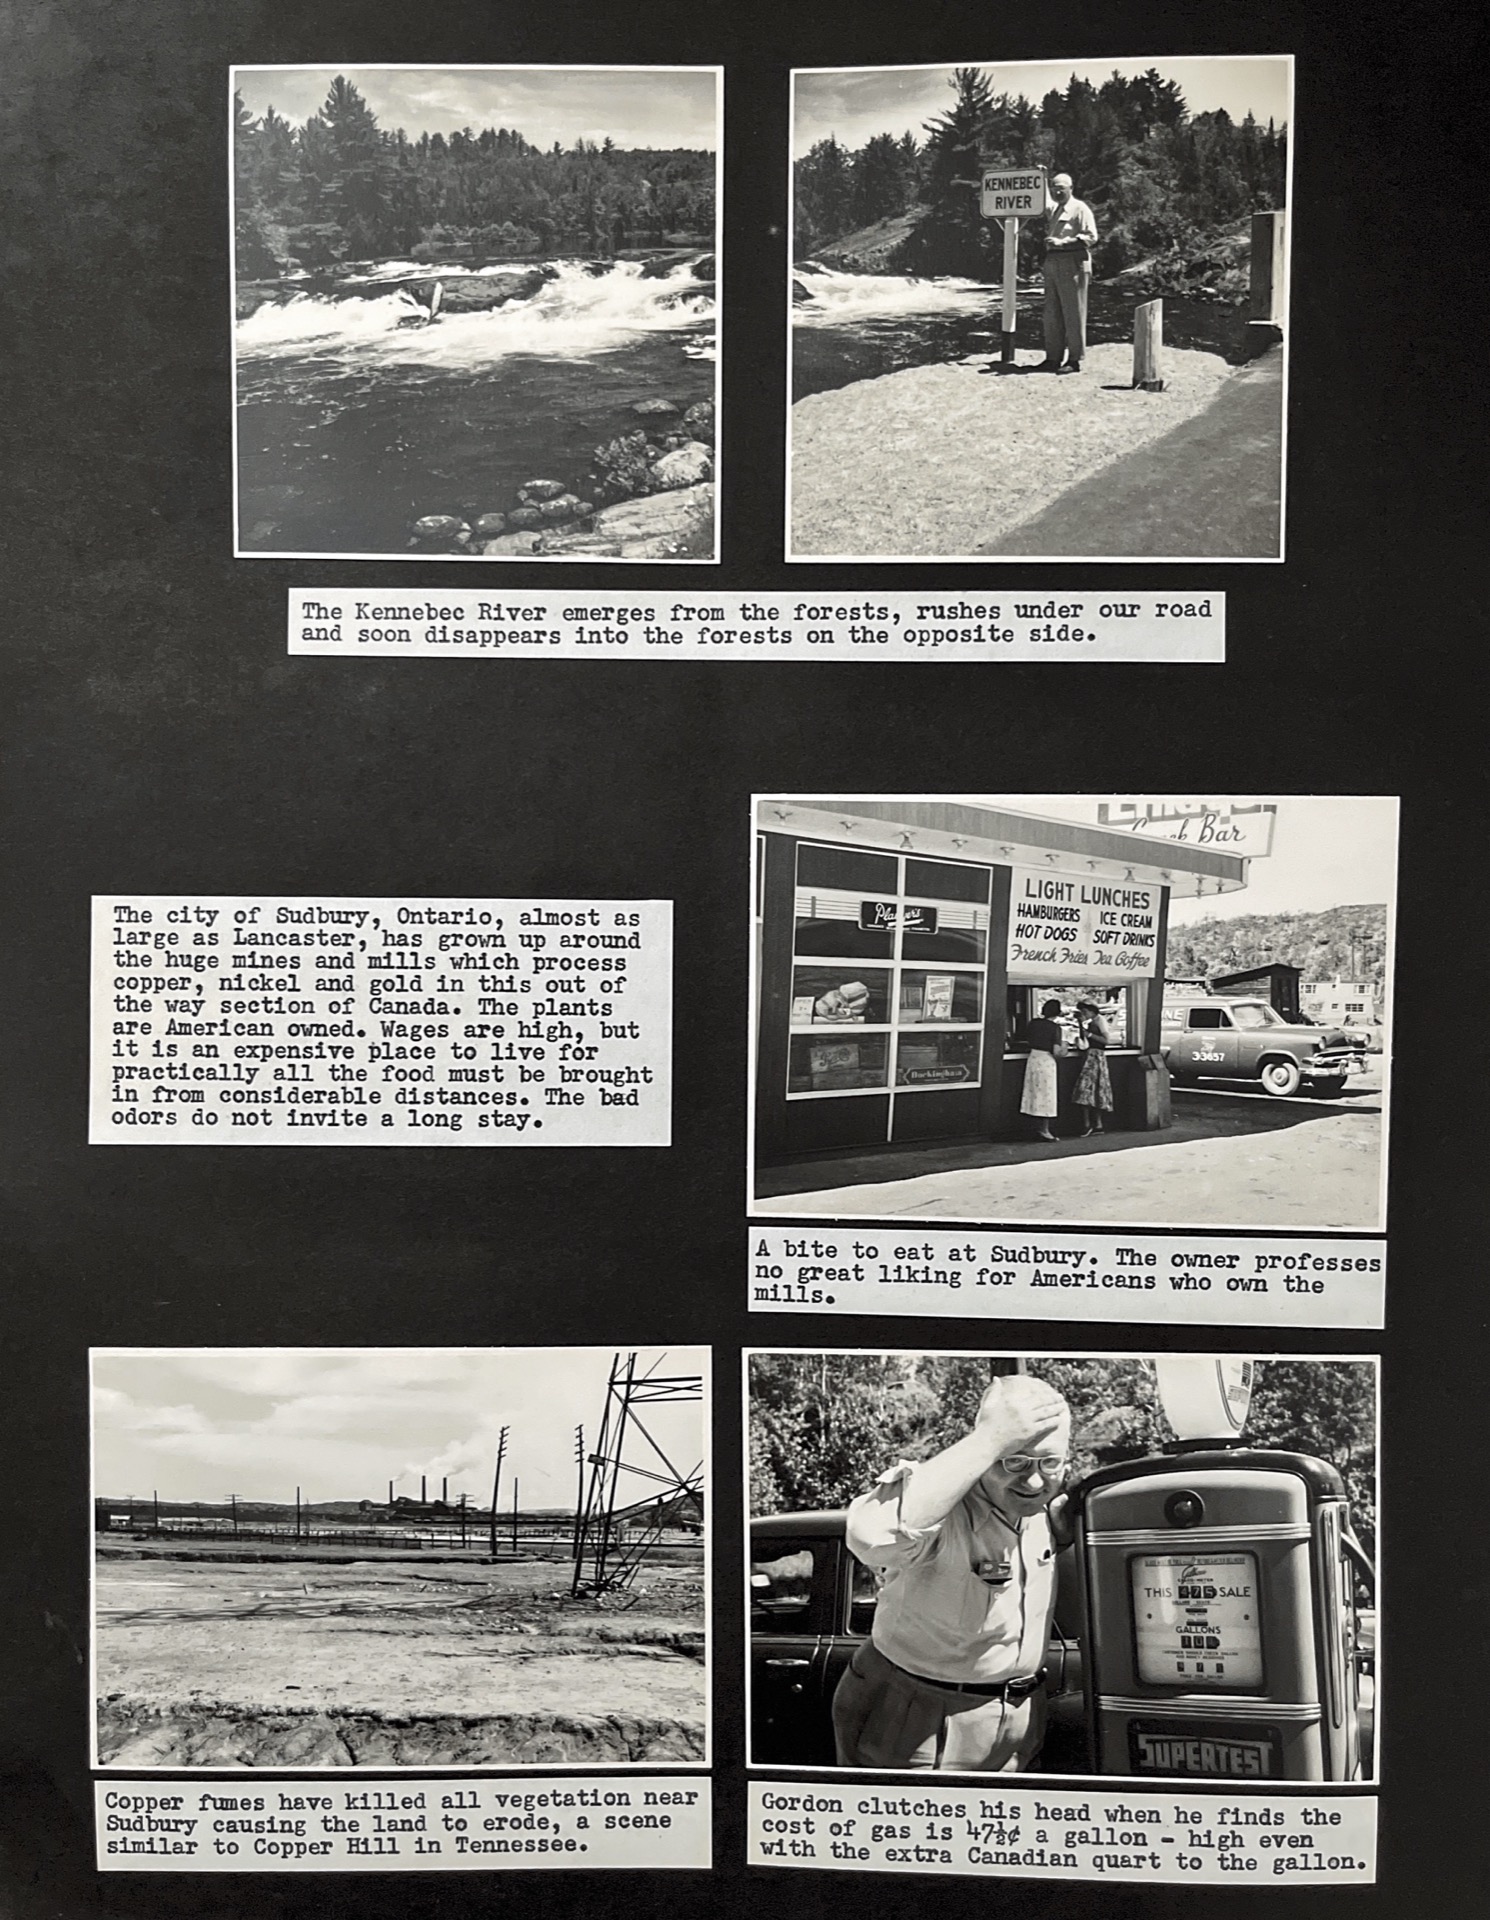 KENNEBEC
RIVER
The Kennebec River emerges from the forests, rushes under our road
and soon disappears into the forests on the opposite side.
The city of Sudbury, Ontario, almost as
large as Lancaster, has grown up around
the huge mines and mills which process
copper, nickel and gold in this out of
the way section of Canada. The plants
are American owned. Wages are high, but
it is an expensive place to live for
practically all the food must be brought
in from considerable distances. The bad
odors do not invite a long stay.
Bar
LIGHT LUNCHES
HAMBURGERS ICE CREAM
HOT DOGS SOFT DRINKS
French Fries Tea Coffee
Player's
Buckingham
33657
A bite to eat at Sudbury. The owner professes
no great liking for Americans who own the
mills.
Copper fumes have killed all vegetation near
Sudbury causing the land to erode, a scene
similar to Copper Hill in Tennessee.
THIS 475 SALE
GALLONS
SUPERTEST
Gordon clutches his head when he finds the
cost of gas is 47½¢ a gallon - high even
with the extra Canadian quart to the gallon.